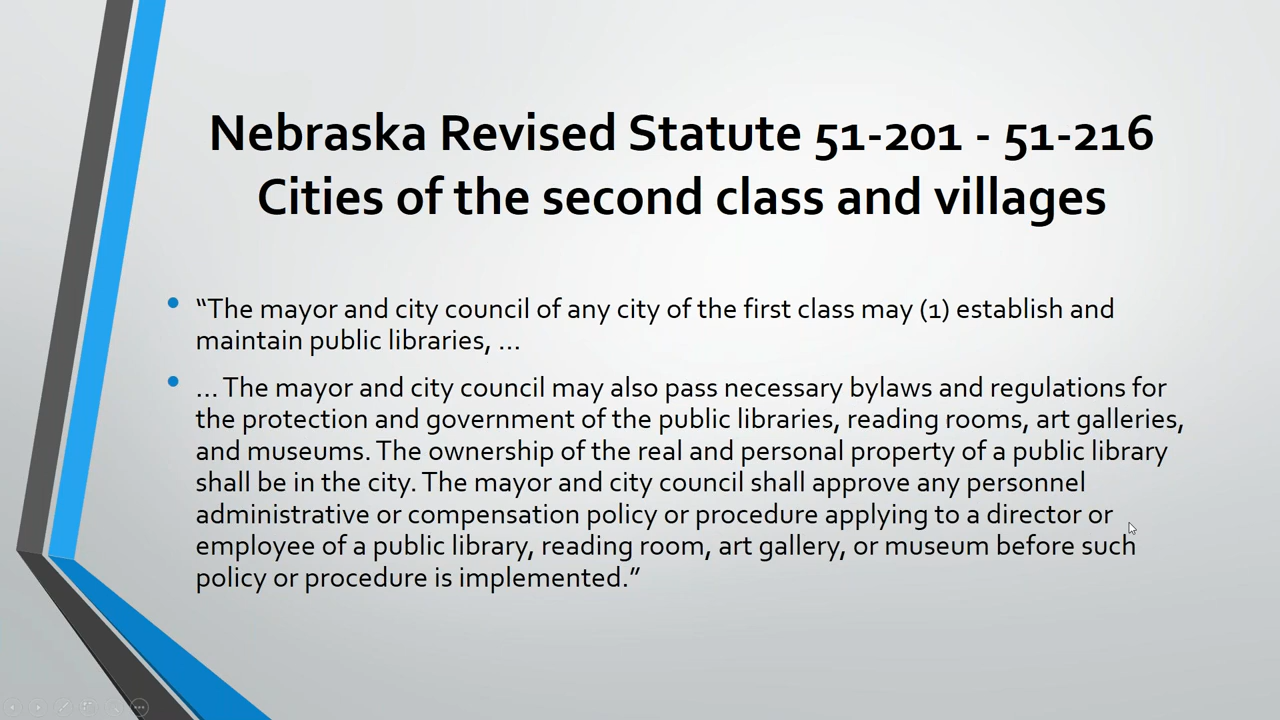 Nebraska Revised Statute 51-201 - 51-216
Cities of the second class and villages
• “The mayor and city council of any city of the first class may (1) establish and
maintain public libraries, …
• … The mayor and city council may also pass necessary bylaws and regulations for
the protection and government of the public libraries, reading rooms, art galleries,
and museums. The ownership of the real and personal property of a public library
shall be in the city. The mayor and city council shall approve any personnel
administrative or compensation policy or procedure applying to a director or
employee of a public library, reading room, art gallery, or museum before such
policy or procedure is implemented.”